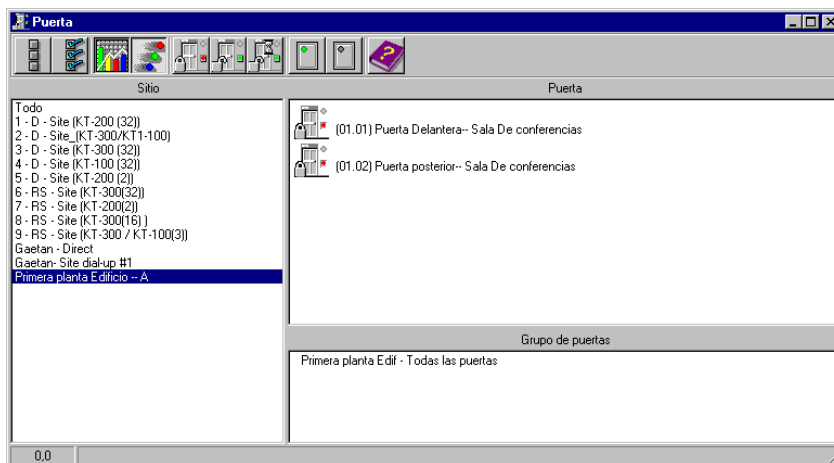 Puerta
Sitio
Puerta
Todo
1 - D - Site (KT-200 (32))
2 - D - Site_(KT-300/KT1-100)
3 - D - Site (KT-300 (32))
4 - D - Site (KT-100 (32))
5 - D - Site (KT-200 (2))
6 - RS - Site (KT-300(32))
7 - RS - Site (KT-200(2))
8 - RS - Site (KT-300(16) )
9 - RS - Site (KT-300 / KT-100(3))
Gaetan - Direct
Gaetan- Site dial-up #1
Primera planta Edificio -- A
(01.01) Puerta Delantera-- Sala De conferencias
(01.02) Puerta posterior-- Sala De conferencias
Grupo de puertas
Primera planta Edif - Todas las puertas
0,0